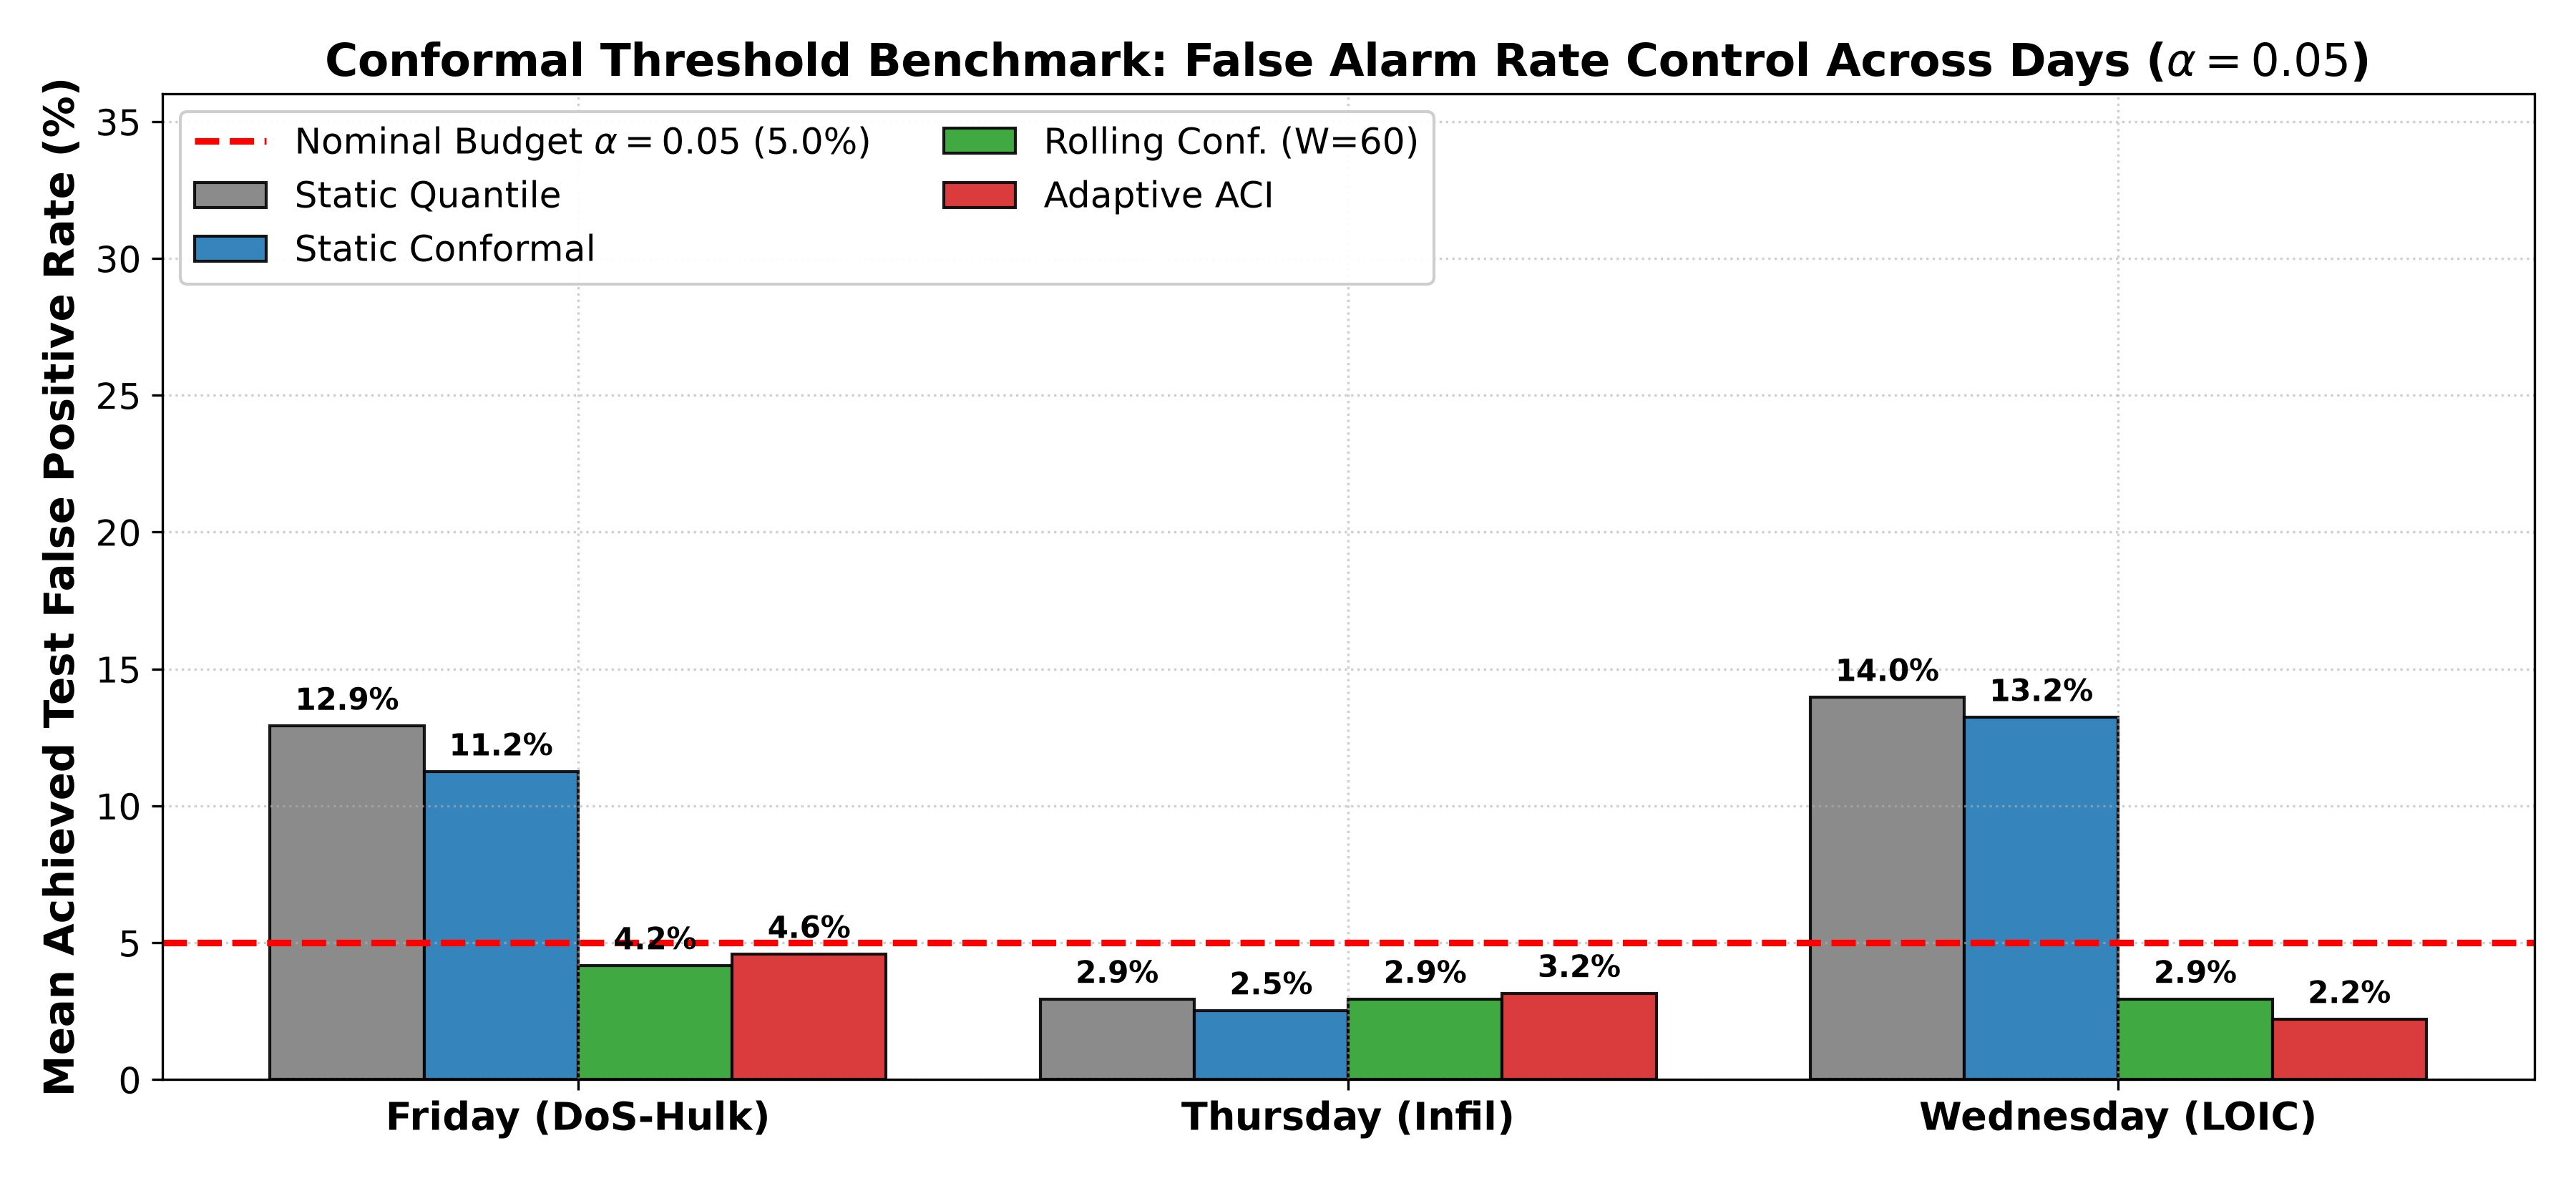 Conformal Threshold Benchmark: False Alarm Rate Control Across Days (α = 0.05)
Mean Achieved Test False Positive Rate (%)
35
30
25
20
15
10
5
0
Nominal Budget α = 0.05 (5.0%)
Static Quantile
Static Conformal
Rolling Conf. (W=60)
Adaptive ACI
12.9%
11.2%
4.2%
4.6%
2.9%
2.5%
2.9%
3.2%
14.0%
13.2%
2.9%
2.2%
Friday (DoS-Hulk)
Thursday (Infil)
Wednesday (LOIC)